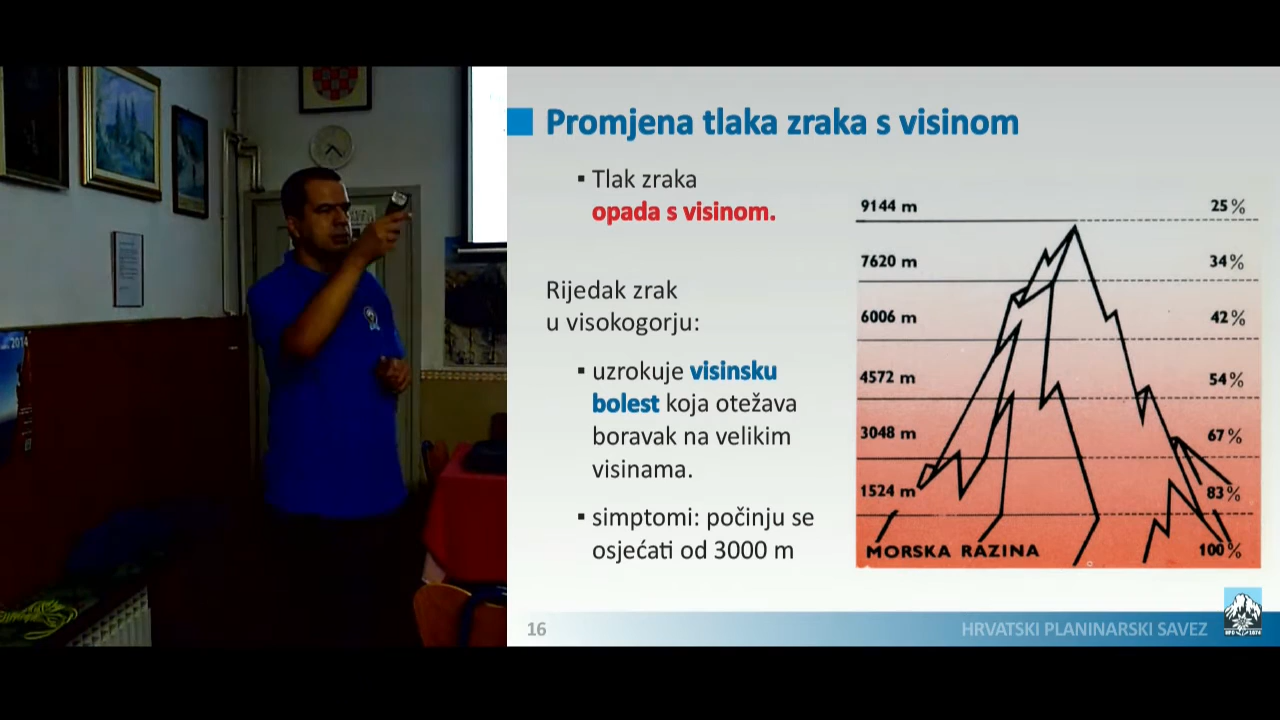 Promjena tlaka zraka s visinom
▪ Tlak zraka
opada s visinom.
Rijedak zrak
u visokogorju:
▪ uzrokuje visinsku
bolest koja otežava
boravak na velikim
visinama.
▪ simptomi: počinju se
osjećati od 3000 m
9144 m 25%
7620 m 34%
6006 m 42%
4572 m 54%
3048 m 67%
1524 m 83%
MORSKA RAZINA 100%
16
HRVATSKI PLANINARSKI SAVEZ
2014